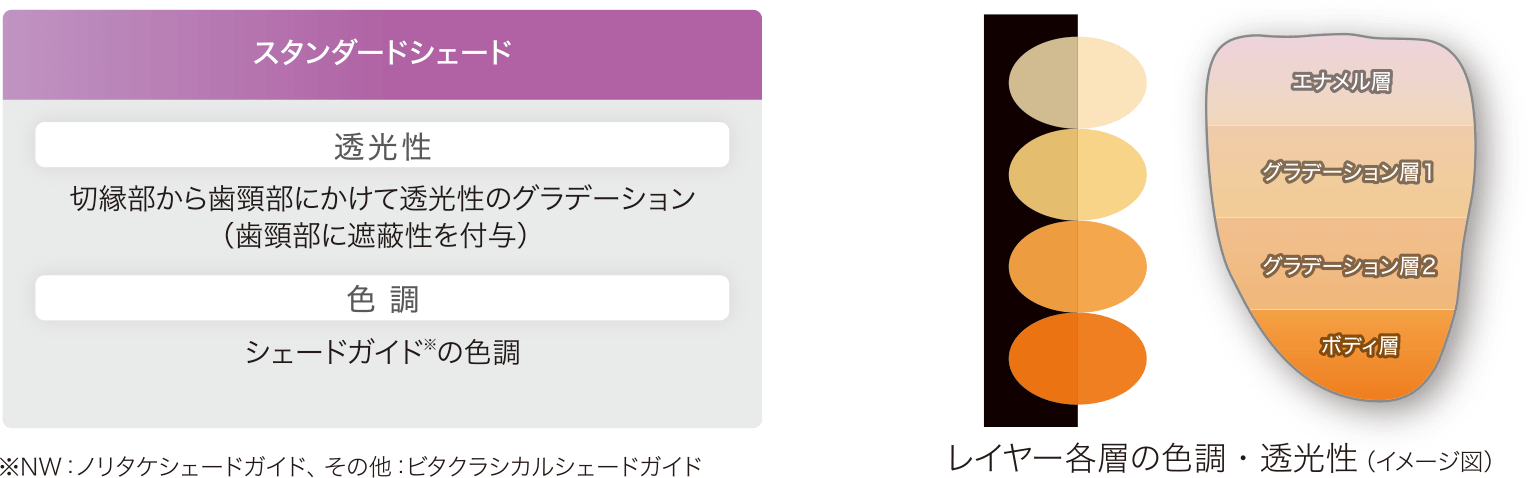 スタンダードシェード
透光性
切縁部から歯頸部にかけて透光性のグラデーション
（歯頸部に遮蔽性を付与）
色 調
シェードガイド※の色調
※NW：ノリタケシェードガイド、その他：ビタクラシカルシェードガイド
エナメル層
グラデーション層1
グラデーション層2
ボディ層
レイヤー各層の色調・透光性（イメージ図）